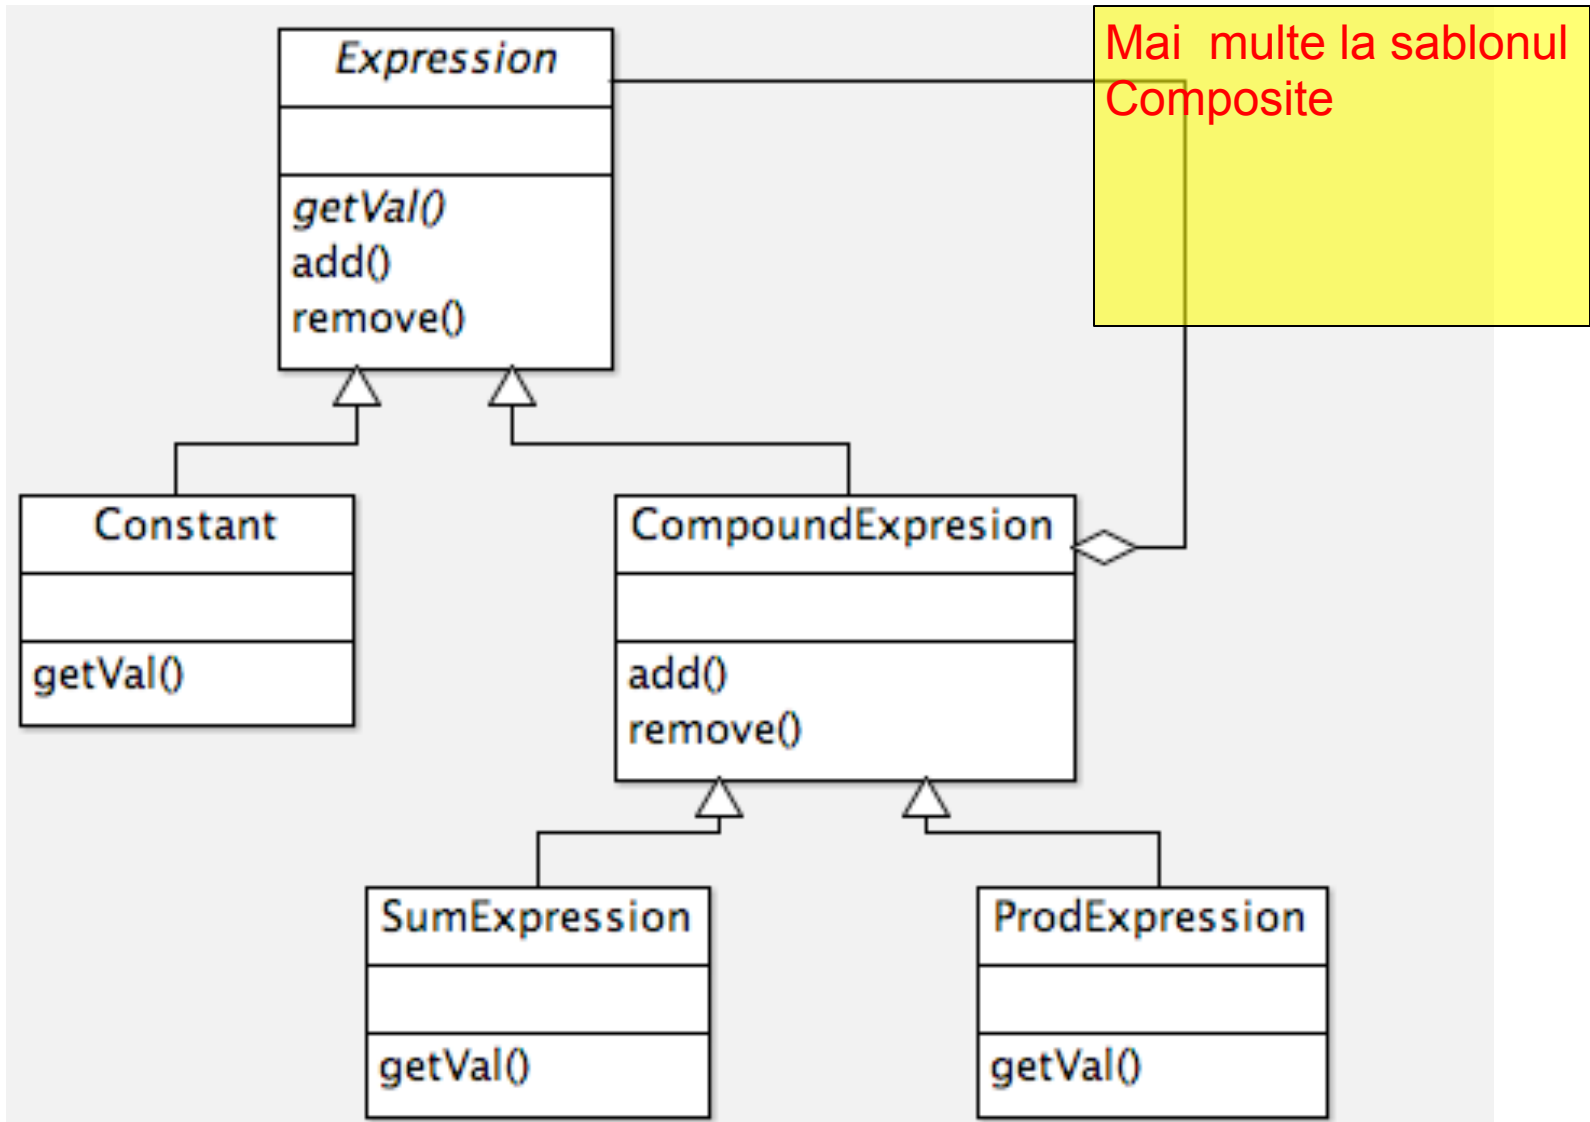 Expression
getVal()
add()
remove()
Mai  multe la sablonul
Composite
Constant
getVal()
CompoundExpresion
add()
remove()
SumExpression
getVal()
ProdExpression
getVal()